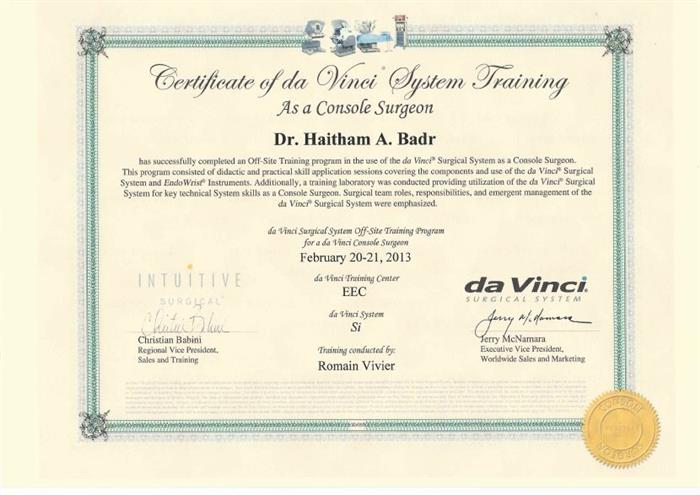 Certificate of da Vinci® System Training
As a Console Surgeon
Dr. Haitham A. Badr
has successfully completed an Off-Site Training program in the use of the da Vinci® Surgical System as a Console Surgeon.
This program consisted of didactic and practical skill application sessions covering the components and use of the da Vinci® Surgical
System and EndoWrist® Instruments. Additionally, a training laboratory was conducted providing utilization of the da Vinci® Surgical
System for key technical System skills as a Console Surgeon. Surgical team roles, responsibilities, and emergent management of the
da Vinci® Surgical System were emphasized.
da Vinci Surgical System Off-Site Training Program
for a da Vinci Console Surgeon
February 20-21, 2013
da Vinci Training Center
EEC
da Vinci System
Si
Training conducted by:
Romain Vivier
INTUITIVE
SURGICAL®
Christian Babini
Regional Vice President,
Sales and Training
da Vinci®
SURGICAL SYSTEM
Jerry McNamara
Executive Vice President,
Worldwide Sales and Marketing